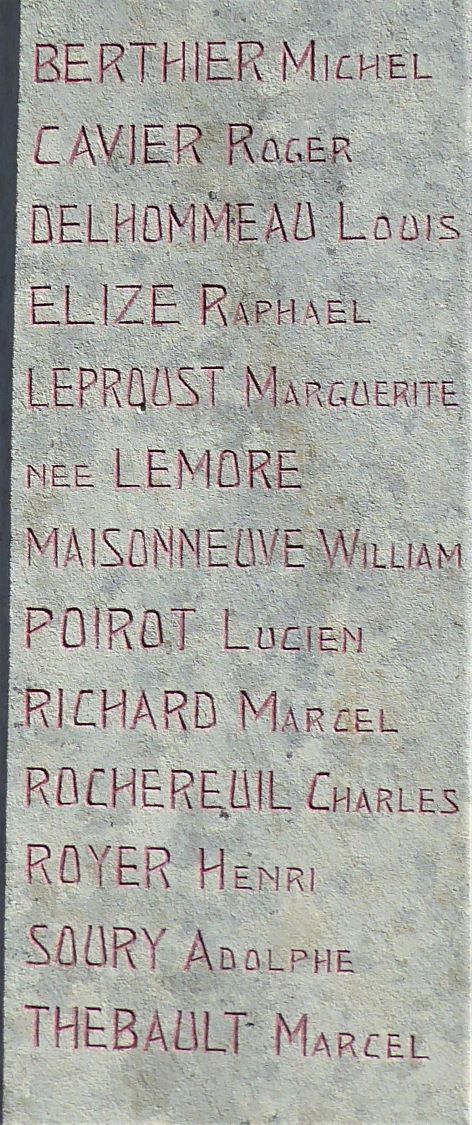 BERTHIER MICHEL
CAVIER ROGER
DELHOMMEAU LOUIS
ELIZE RAPHAEL
LEPROUST MARGUERITE
NEE LEMORE
MAISONNEUVE WILLIAM
POIROT LUCIEN
RICHARD MARCEL
ROCHEREUIL CHARLES
ROYER HENRI
SOURY ADOLPHE
THEBAULT MARCEL